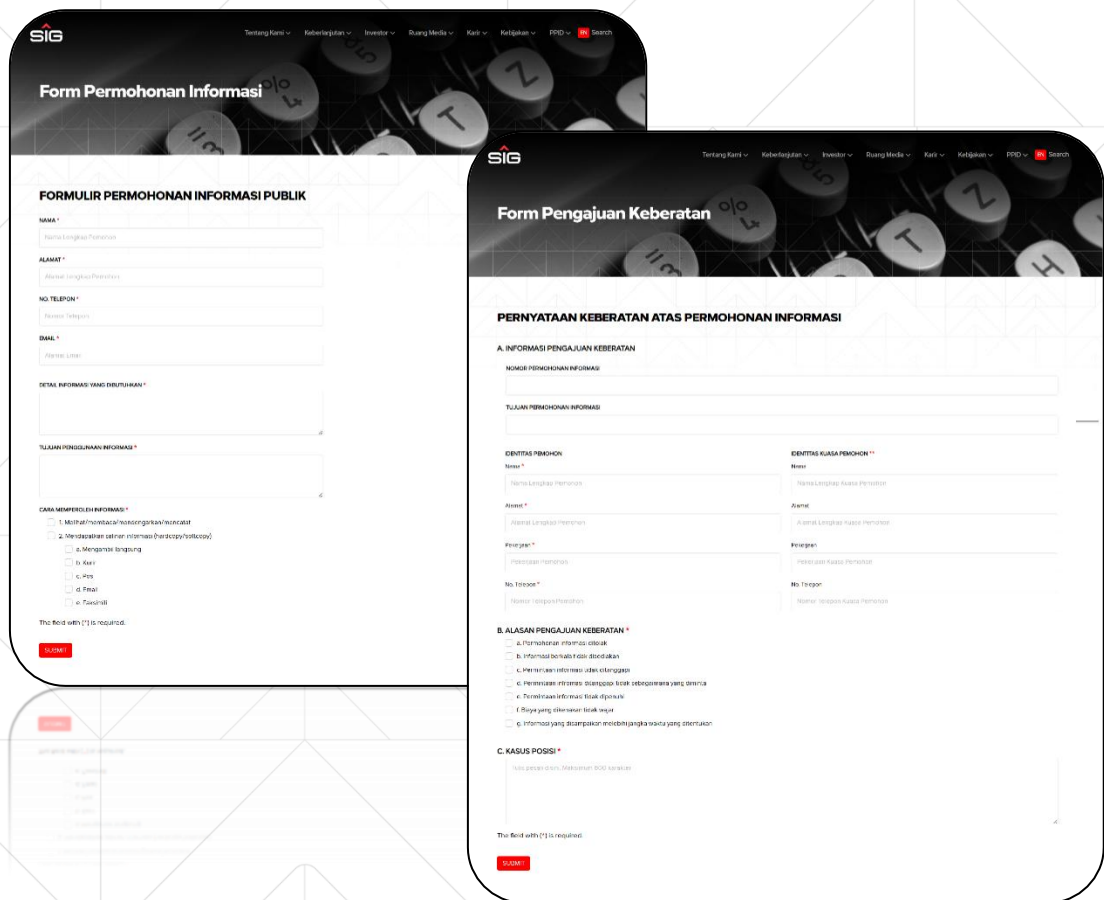 SIG
Tentang Kami Keberlanjutan Investor Ruang Media Karir Kebijakan PPID EN Search
Form Permohonan Informasi
FORMULIR PERMOHONAN INFORMASI PUBLIK
NAMA *
Nama Lengkap Pemohon
ALAMAT *
Alamat Lengkap Pemohon
NO. TELEPON *
Nomor Telepon
EMAIL *
Alamat Email
DETAIL INFORMASI YANG DIBUTUHKAN *
TUJUAN PENGGUNAAN INFORMASI *
CARA MEMPEROLEH INFORMASI *
1. Melihat/membaca/mendengarkan/mencatat
2. Mendapatkan salinan informasi (hardcopy/softcopy)
a. Mengambil langsung
b. Kurir
c. Pos
d. Email
e. Faksimili
The field with (*) is required.
SUBMIT
SIG
Tentang Kami Keberlanjutan Investor Ruang Media Karir Kebijakan PPID EN Search
Form Pengajuan Keberatan
PERNYATAAN KEBERATAN ATAS PERMOHONAN INFORMASI
A. INFORMASI PENGAJUAN KEBERATAN
NOMOR PERMOHONAN INFORMASI
TUJUAN PERMOHONAN INFORMASI
IDENTITAS PEMOHON
Nama *
Nama Lengkap Pemohon
Alamat *
Alamat Lengkap Pemohon
Pekerjaan *
Pekerjaan Pemohon
No. Telepon *
Nomor Telepon Pemohon
IDENTITAS KUASA PEMOHON **
Nama
Nama Lengkap Kuasa Pemohon
Alamat
Alamat Lengkap Kuasa Pemohon
Pekerjaan
Pekerjaan Kuasa Pemohon
No. Telepon
Nomor Telepon Kuasa Pemohon
B. ALASAN PENGAJUAN KEBERATAN *
a. Permohonan informasi ditolak
b. Informasi berkala tidak disediakan
c. Permintaan informasi tidak ditanggapi
d. Permintaan infromasi ditanggapi tidak sebagaimana yang diminta
e. Permintaan informasi tidak dipenuhi
f. Biaya yang dikenakan tidak wajar
g. Informasi yang disampaikan melebihi jangka waktu yang ditentukan
C. KASUS POSISI *
Tulis pesan disini. Maksimum 800 karakter
The field with (*) is required.
SUBMIT